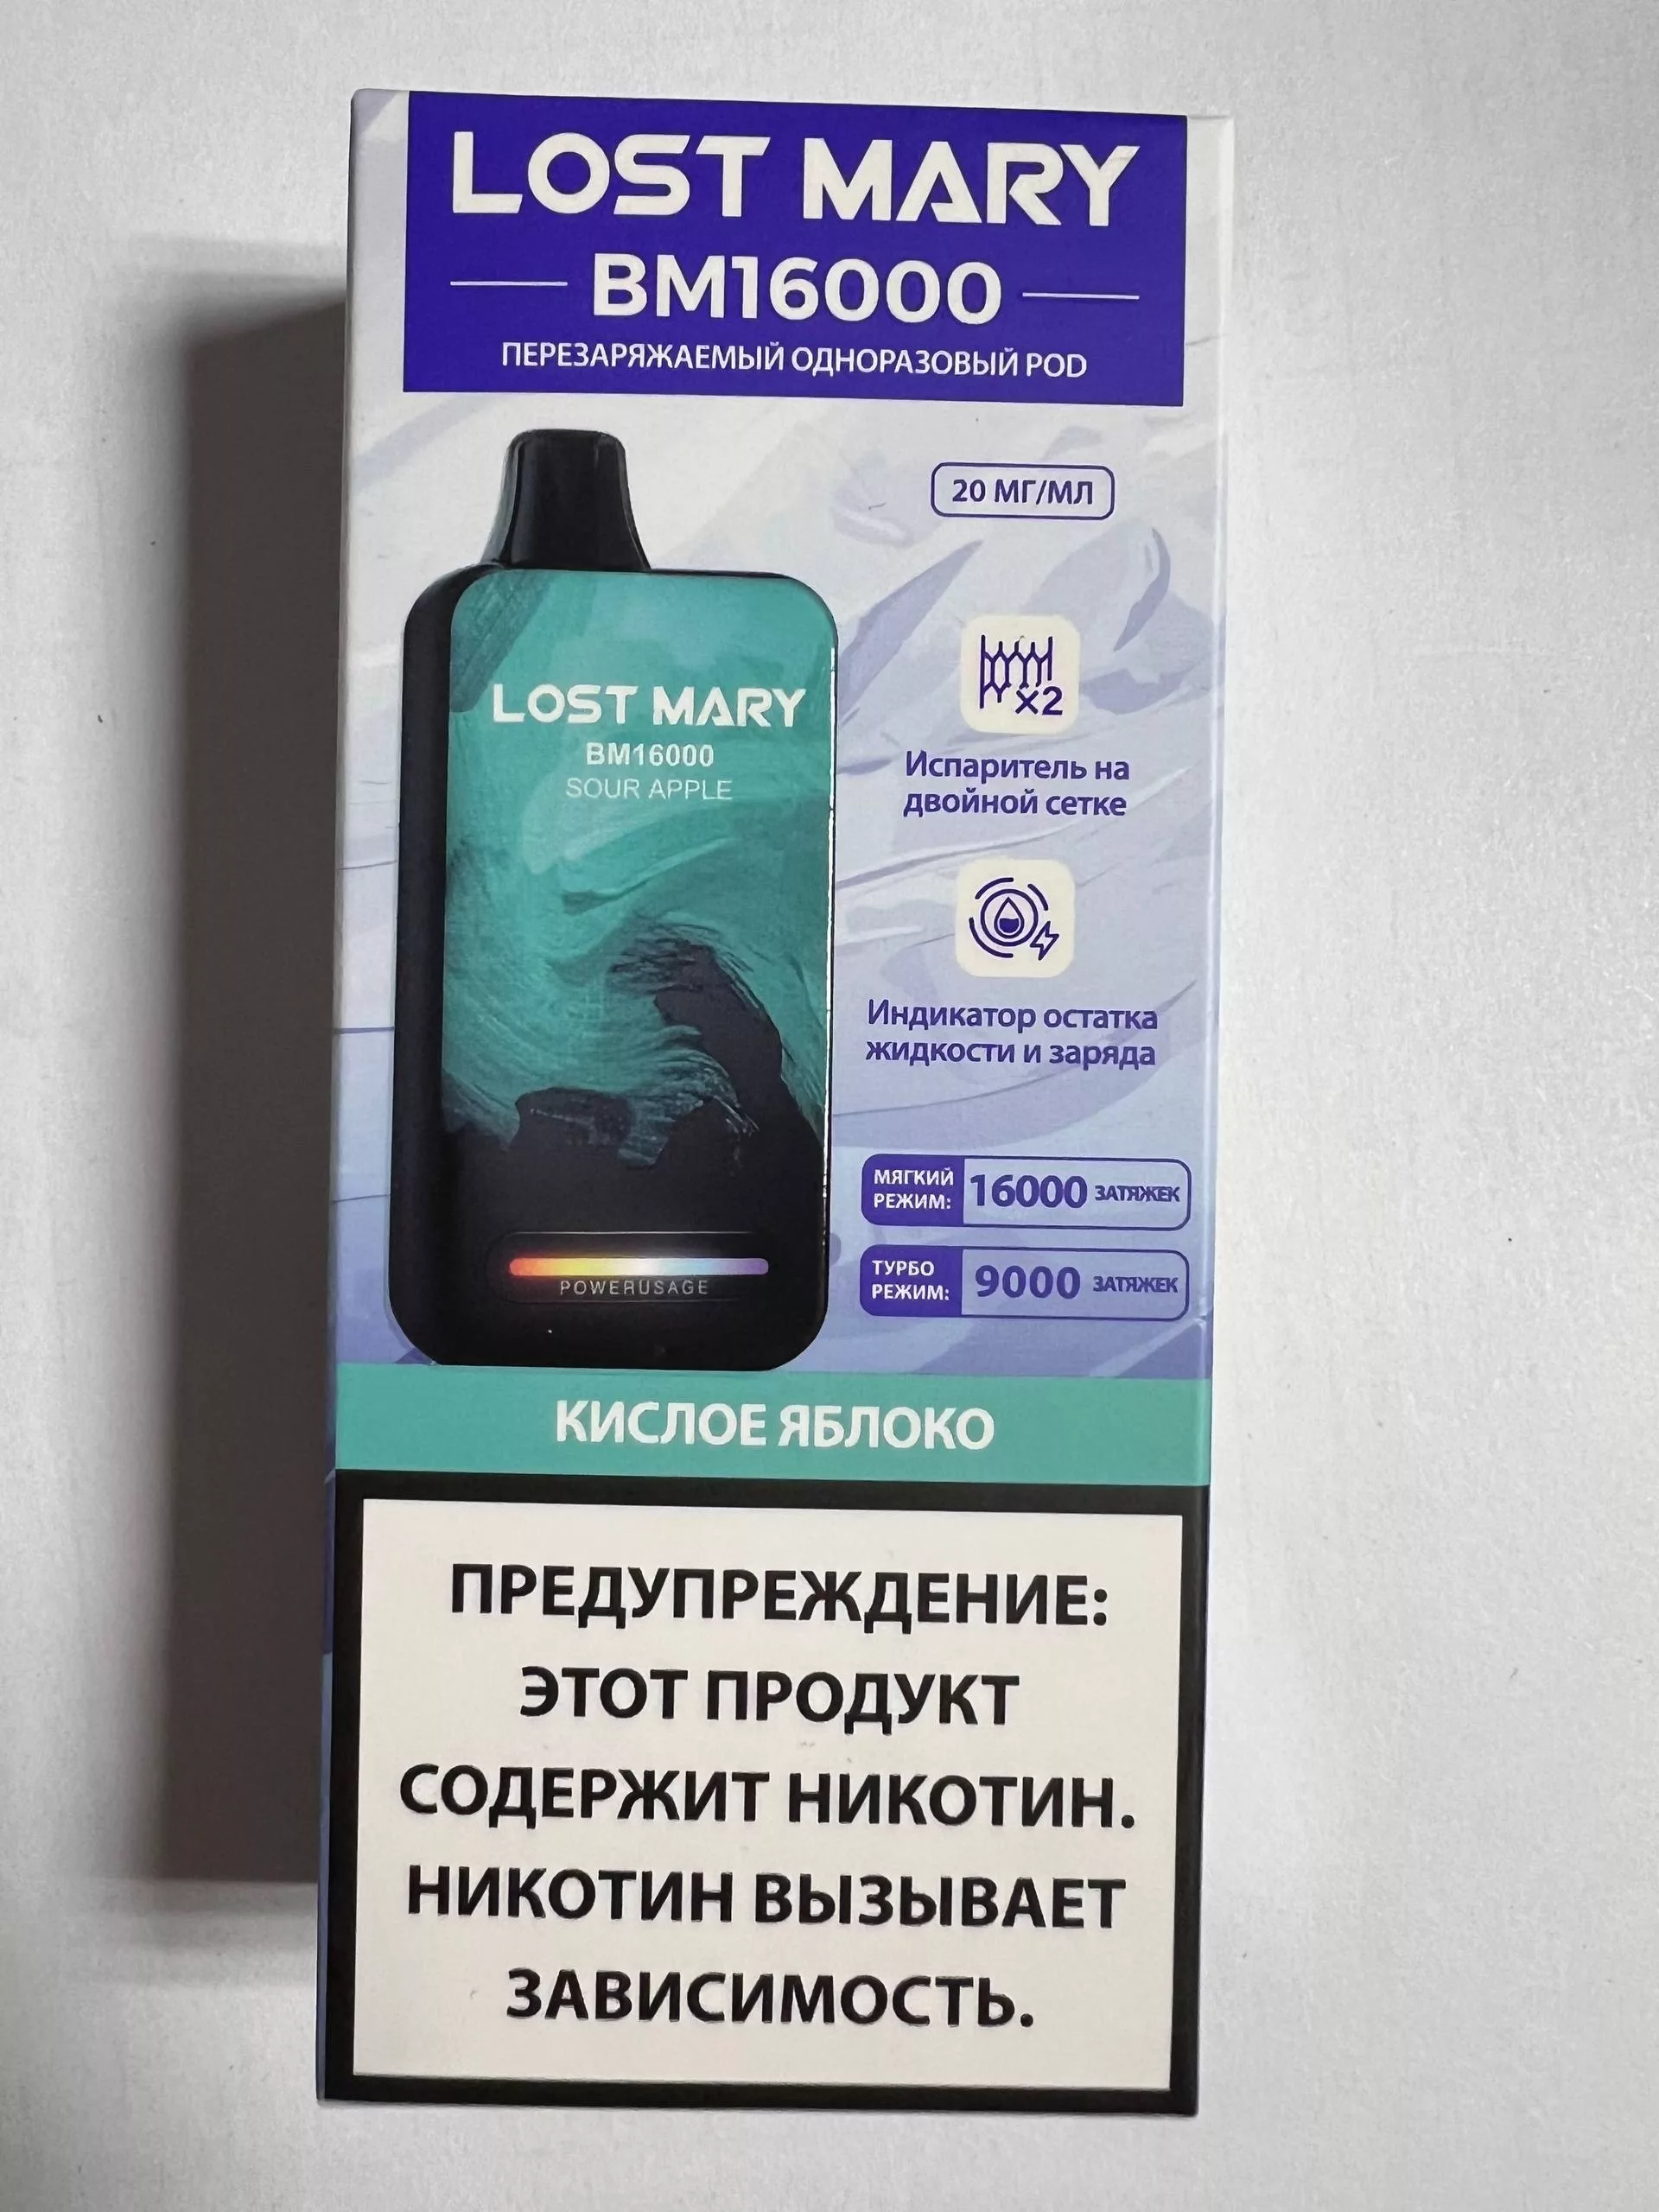 LOST MARY
BM16000
ПЕРЕЗАРЯЖАЕМЫЙ ОДНОРАЗОВЫЙ POD
20 МГ/МЛ
LOST MARY
BM16000
SOUR APPLE
x2
Испаритель на
двойной сетке
Индикатор остатка
жидкости и заряда
МЯГКИЙ
РЕЖИМ:
16000 ЗАТЯЖЕК
ТУРБО
РЕЖИМ:
9000 ЗАТЯЖЕК
POWERUSAGE
КИСЛОЕ ЯБЛОКО
ПРЕДУПРЕЖДЕНИЕ:
ЭТОТ ПРОДУКТ
СОДЕРЖИТ НИКОТИН.
НИКОТИН ВЫЗЫВАЕТ
ЗАВИСИМОСТЬ.